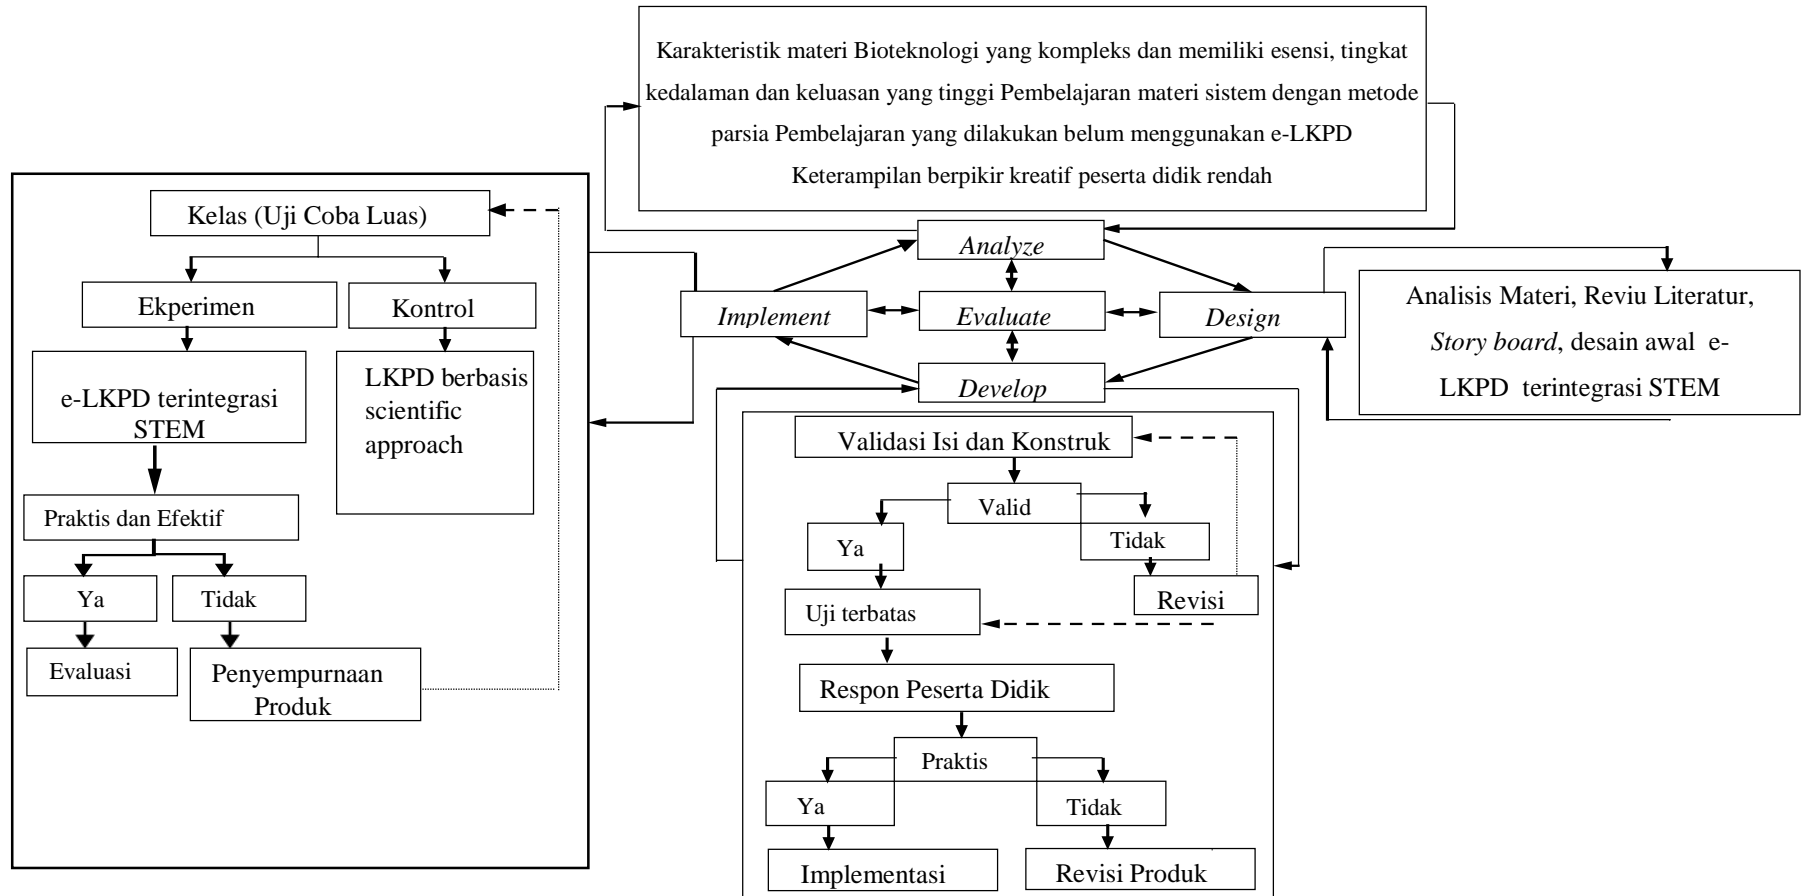 Karakteristik materi Bioteknologi yang kompleks dan memiliki esensi, tingkat
kedalaman dan keluasan yang tinggi Pembelajaran materi sistem dengan metode
parsia Pembelajaran yang dilakukan belum menggunakan e-LKPD
Keterampilan berpikir kreatif peserta didik rendah
Kelas (Uji Coba Luas)
Ekperimen
Kontrol
e-LKPD terintegrasi
STEM
LKPD berbasis
scientific
approach
Praktis dan Efektif
Ya
Tidak
Evaluasi
Penyempurnaan
Produk
Analyze
Implement
Evaluate
Design
Develop
Analisis Materi, Reviu Literatur,
Story board, desain awal e-
LKPD terintegrasi STEM
Validasi Isi dan Konstruk
Valid
Ya
Tidak
Revisi
Uji terbatas
Respon Peserta Didik
Praktis
Ya
Tidak
Implementasi
Revisi Produk